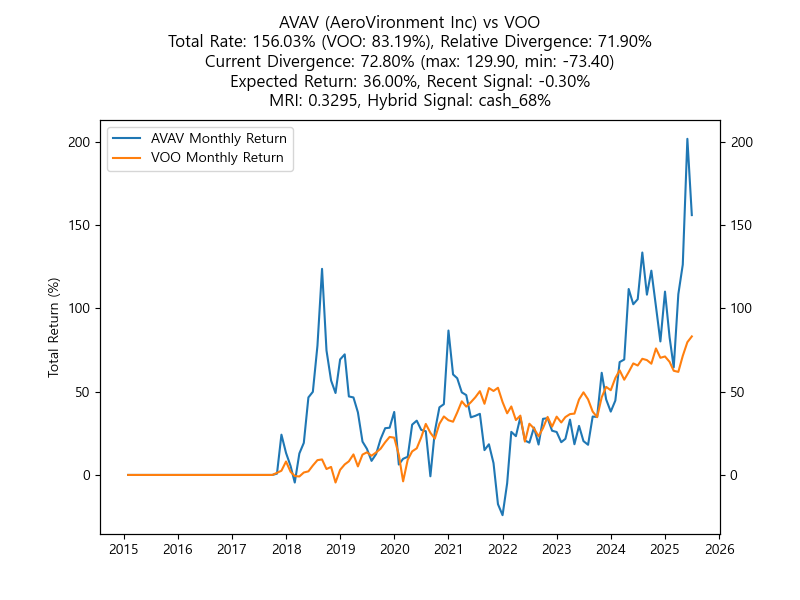 AVAV (AeroVironment Inc) vs VOO
Total Rate: 156.03% (VOO: 83.19%), Relative Divergence: 71.90%
Current Divergence: 72.80% (max: 129.90, min: -73.40)
Expected Return: 36.00%, Recent Signal: -0.30%
MRI: 0.3295, Hybrid Signal: cash_68%
AVAV Monthly Return
VOO Monthly Return
Total Return (%)
200
150
100
50
0
200
150
100
50
0
2015 2016 2017 2018 2019 2020 2021 2022 2023 2024 2025 2026